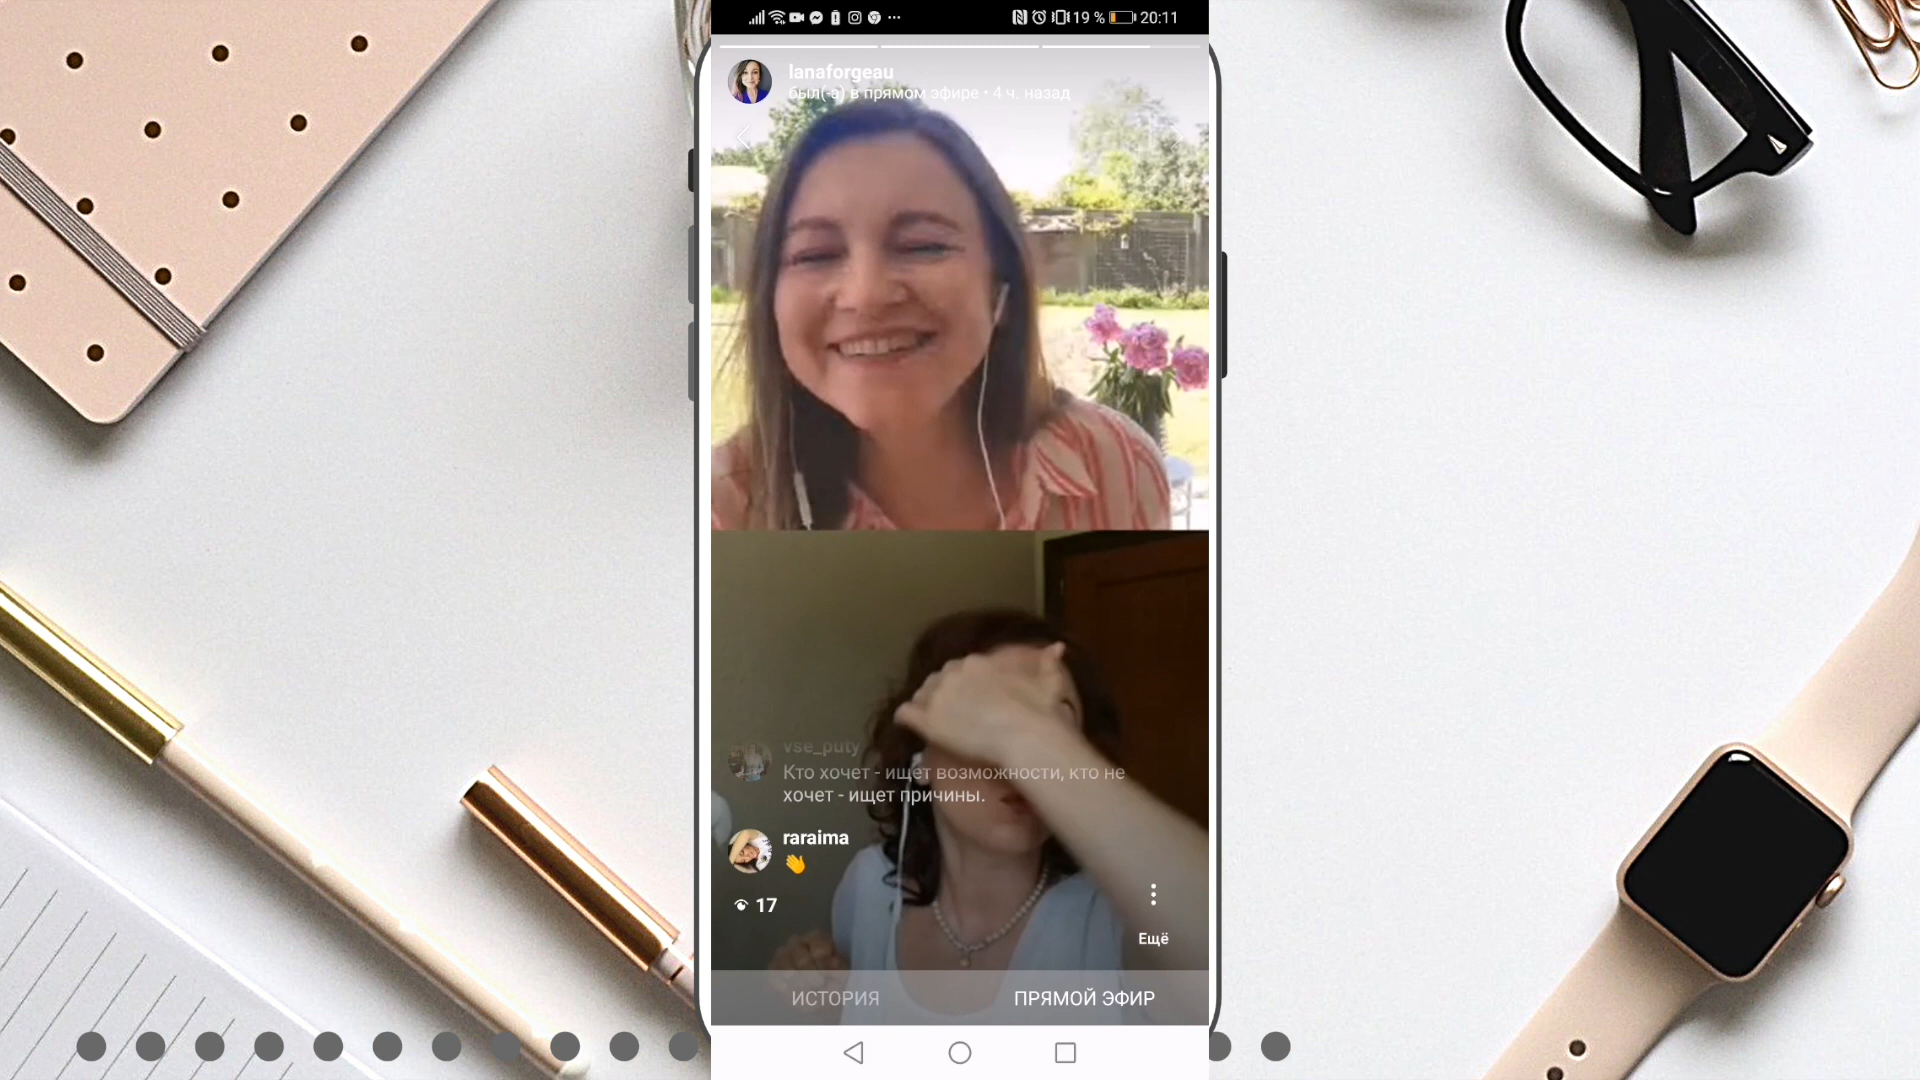 19 % 20:11
lanaforgeau
был(-а) в прямом эфире • 4 ч. назад
vse_puty
Кто хочет - ищет возможности, кто не
хочет - ищет причины.
raraima
17
Ещё
ИСТОРИЯ ПРЯМОЙ ЭФИР